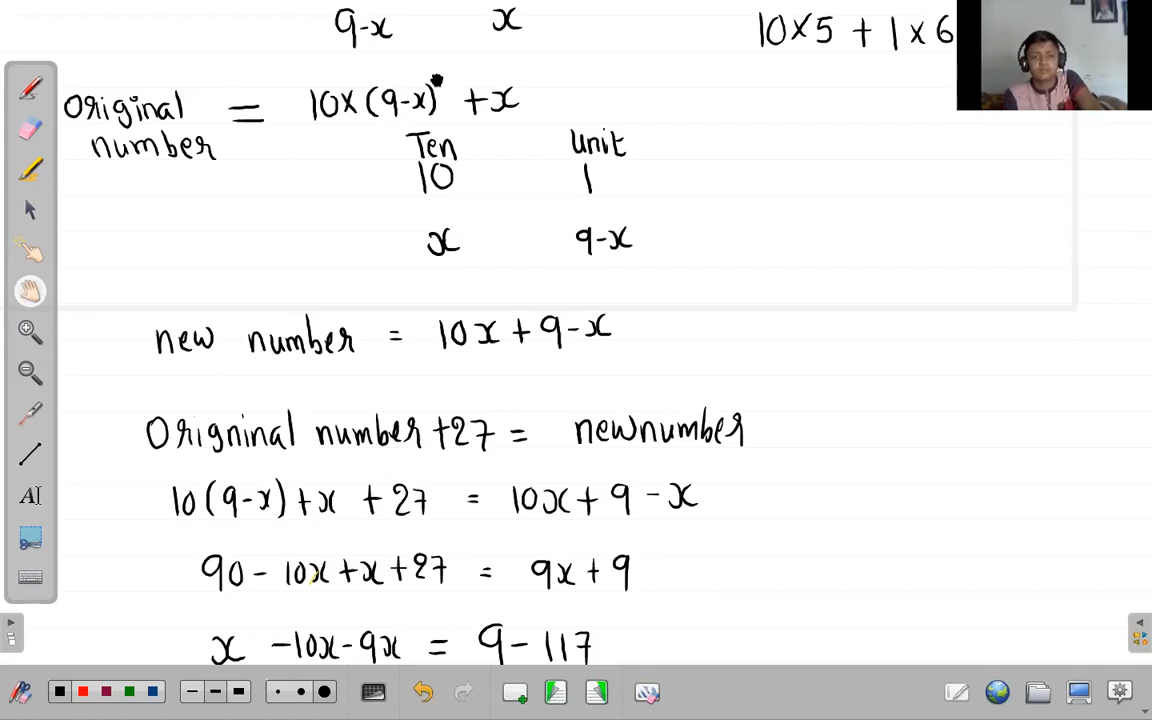 9-x x
10×5 + 1×6
Original = 10×(9-x) +x
number
Ten Unit
10 1
x 9-x
new number = 10x + 9-x
Origninal number +27 = newnumber
10(9-x)+x +27 = 10x+ 9 -x
90 - 10x+x+27 = 9x + 9
x -10x-9x = 9- 117